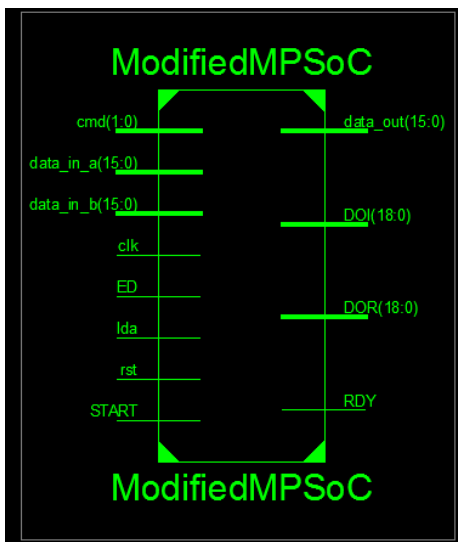 ModifiedMPSoC
cmd(1:0)
data_out(15:0)
data_in_a(15:0)
data_in_b(15:0)
DOI(18:0)
clk
ED
DOR(18:0)
lda
rst
RDY
START
ModifiedMPSoC